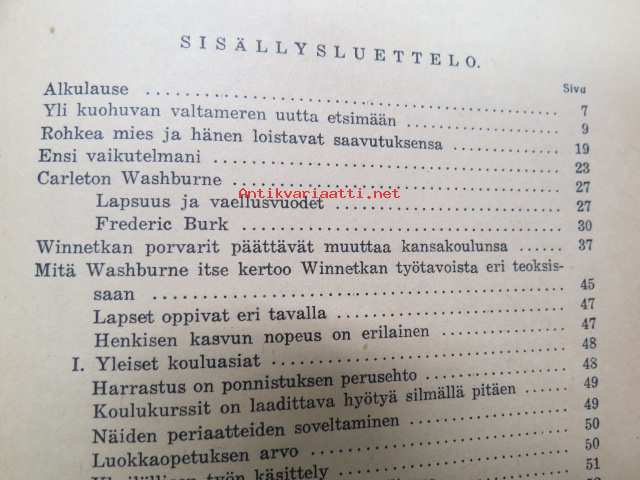 SISÄLLYSLUETTELO.
Sivu
Alkulause 7
Yli kuohuvan valtameren uutta etsimään 9
Rohkea mies ja hänen loistavat saavutuksensa 19
Ensi vaikutelmani 23
Carleton Washburne 27
Antikvariaatti.net
Lapsuus ja vaellusvuodet 27
Frederic Burk 30
Winnetkan porvarit päättävät muuttaa kansakoulunsa 37
Mitä Washburne itse kertoo Winnetkan työtavoista eri teoksis-
saan 45
Lapset oppivat eri tavalla 47
Henkisen kasvun nopeus on erilainen 47
I. Yleiset kouluasiat 48
Harrastus on ponnistuksen perusehto 48
Koulukurssit on laadittava hyötyä silmällä pitäen 49
Näiden periaatteiden soveltaminen 49
Luokkaopetuksen arvo 50
50
työn käsittely 51